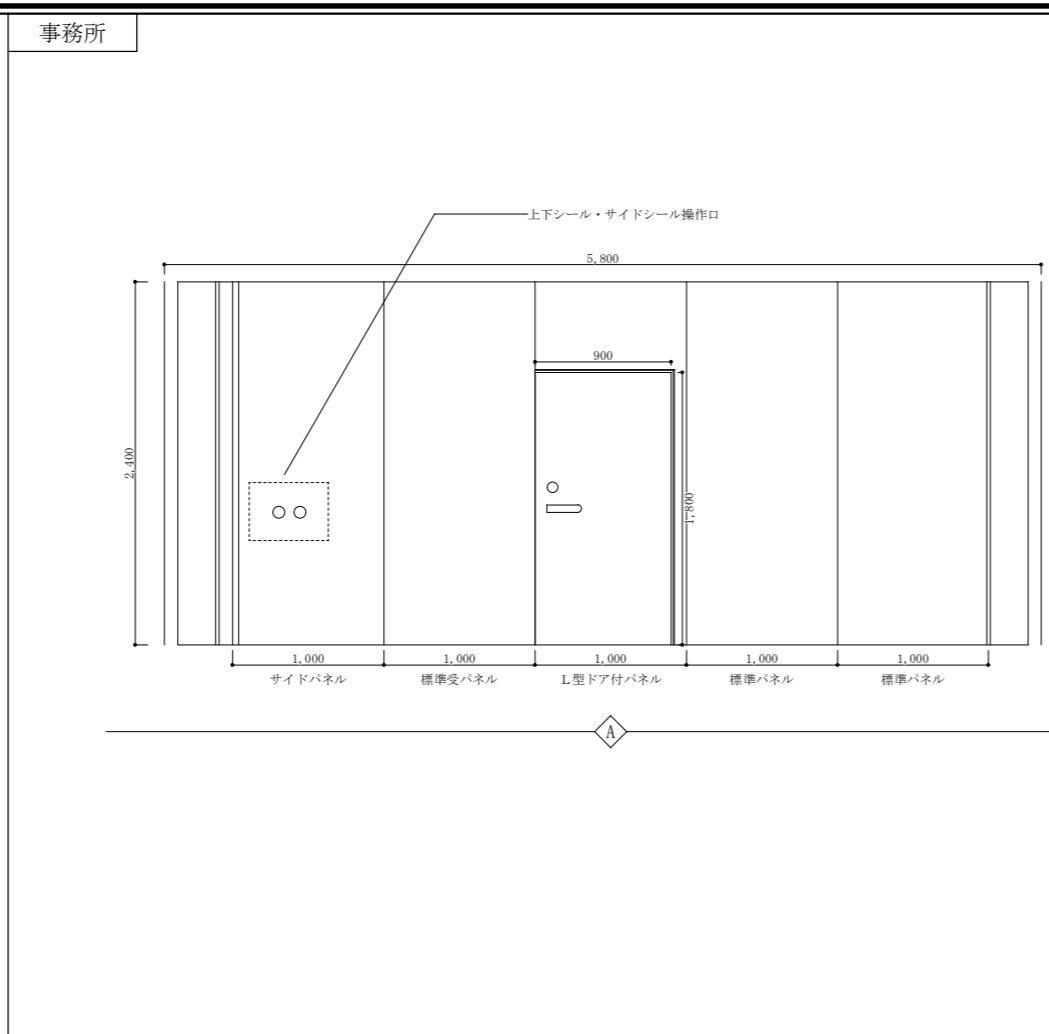 事務所
上下シール・サイドシール操作口
5,800
900
2,400
1,800
1,000 1,000 1,000 1,000 1,000
サイドパネル 標準受パネル L型ドア付パネル 標準パネル 標準パネル
A